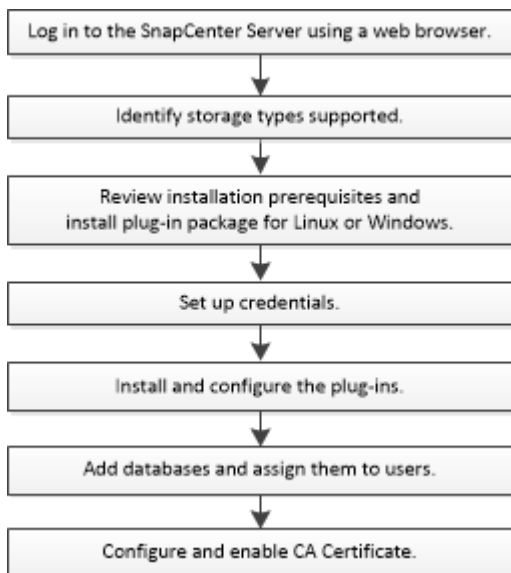 Log in to the SnapCenter Server using a web browser.
Identify storage types supported.
Review installation prerequisites and
install plug-in package for Linux or Windows.
Set up credentials.
Install and configure the plug-ins.
Add databases and assign them to users.
Configure and enable CA Certificate.